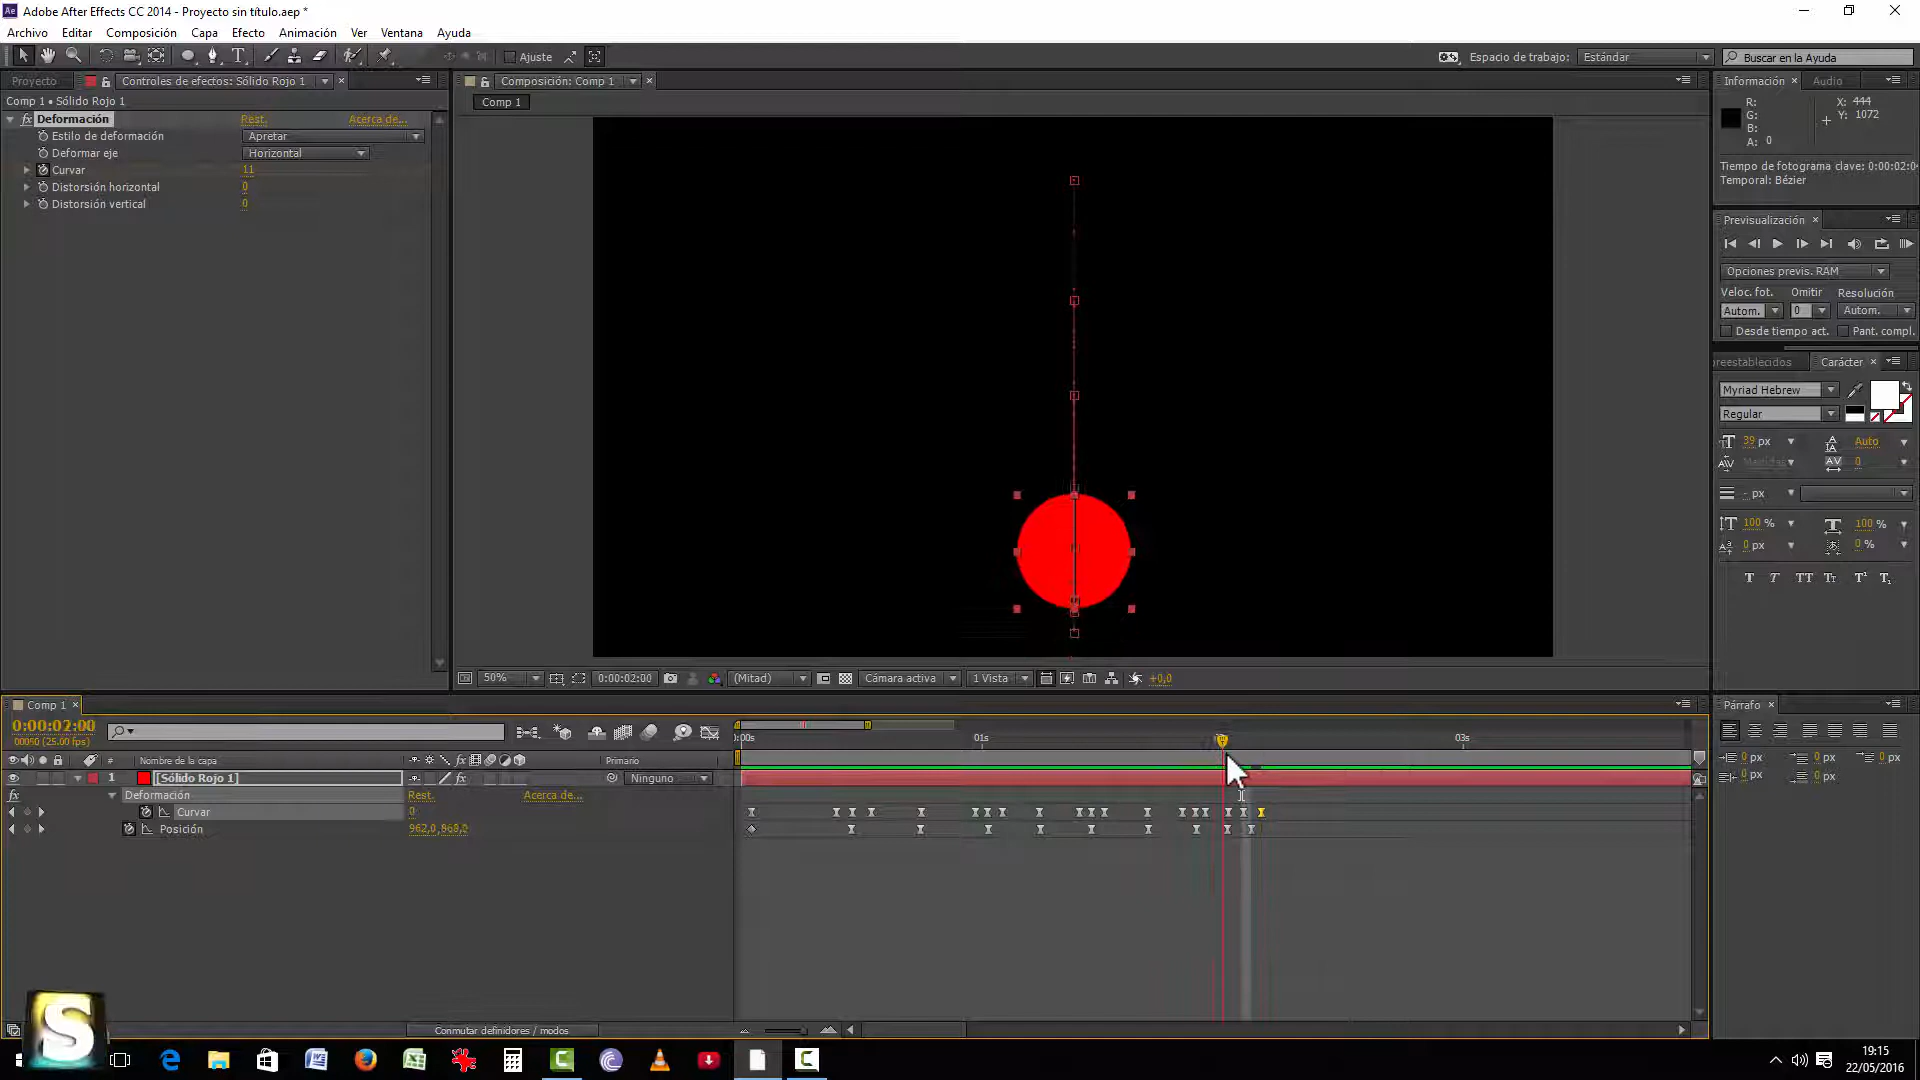 Ae Adobe After Effects CC 2014 - Proyecto sin título.aep *
Archivo Editar Composición Capa Efecto Animación Ver Ventana Ayuda
Ajuste
Espacio de trabajo: Estándar
Buscar en la Ayuda
Proyecto
Controles de efectos: Sólido Rojo 1
Composición: Comp 1
Información Audio
Comp 1 • Sólido Rojo 1
Comp 1
fx Deformación Rest. Acerca de...
Estilo de deformación Apretar
Deformar eje Horizontal
Curvar 11
Distorsión horizontal 0
Distorsión vertical 0
R:
G:
B:
A: 0
X: 444
Y: 1072
Tiempo de fotograma clave: 0:00:02:0
Temporal: Bézier
Previsualización
Opciones previs. RAM
Veloc. fot. Omitir Resolución
Autom. 0 Autom.
Desde tiempo act. Pant. compl.
reestablecidos Carácter
Myriad Hebrew
Regular
39 px Auto
0
- px
100 % 100 %
0 px 0 %
50% 0:00:02:00 (Mitad) Cámara activa 1 Vista +0,0
Comp 1
Párrafo
0:00:02:00
00050 (25.00 fps)
0:00s 01s 03s
# Nombre de la capa Primario
1 [Sólido Rojo 1] Ninguno
Deformación Rest. Acerca de...
Curvar 0
Posición 962,0,868,0
0 px 0 px 0 px
0 px 0 px
Conmutar definidores / modos
S
19:15
22/05/2016